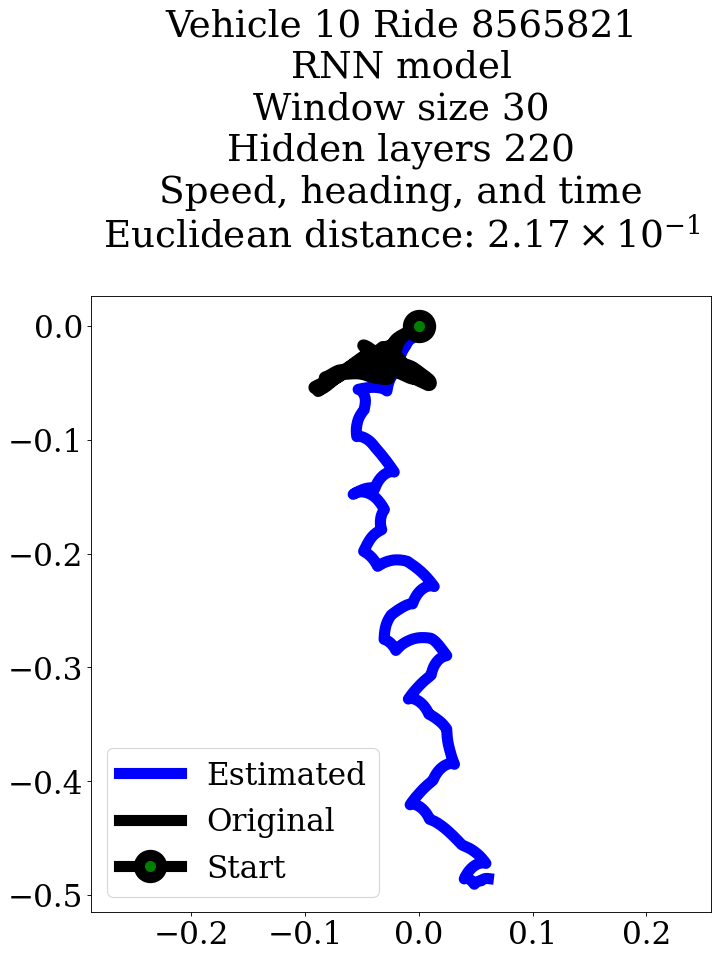 Vehicle 10 Ride 8565821
RNN model
Window size 30
Hidden layers 220
Speed, heading, and time
Euclidean distance: 2.17 × 10⁻¹
0.0
−0.1
−0.2
−0.3
−0.4
−0.5
Estimated
Original
Start
−0.2 −0.1 0.0 0.1 0.2